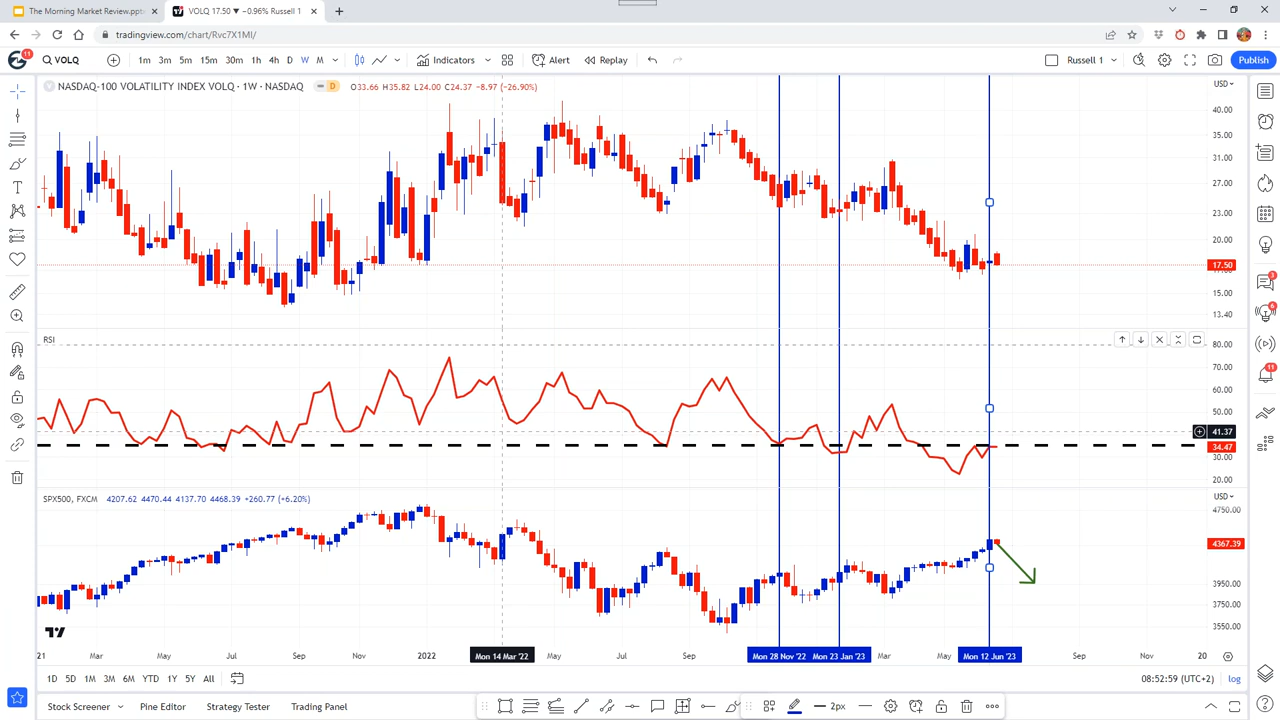 The Morning Market Review.ppt
VOLQ 17.50 ▼ −0.96% Russell 1
tradingview.com/chart/Rvc7X1MI/
11 VOLQ 1m 3m 5m 15m 30m 1h 4h D W M Indicators Alert Replay Russell 1 Publish
NASDAQ-100 VOLATILITY INDEX VOLQ · 1W · NASDAQ D O33.66 H35.82 L24.00 C24.37 −8.97 (−26.90%)
USD
40.00
35.00
31.00
27.00
23.00
20.00
17.50
15.00
13.40
RSI
80.00
70.00
60.00
50.00
41.37
34.47
30.00
20.00
SPX500, FXCM 4207.62 4470.44 4137.70 4468.39 +260.77 (+6.20%)
USD
4750.00
4367.39
3950.00
3750.00
3550.00
3
6
11
21 Mar May Jul Sep Nov 2022 Mon 14 Mar '22 May Jul Sep Mon 28 Nov '22 Mon 23 Jan '23 Mar May Mon 12 Jun '23 Sep Nov 20
1D 5D 1M 3M 6M YTD 1Y 5Y All 08:52:59 (UTC+2) log
Stock Screener Pine Editor Strategy Tester Trading Panel 2px